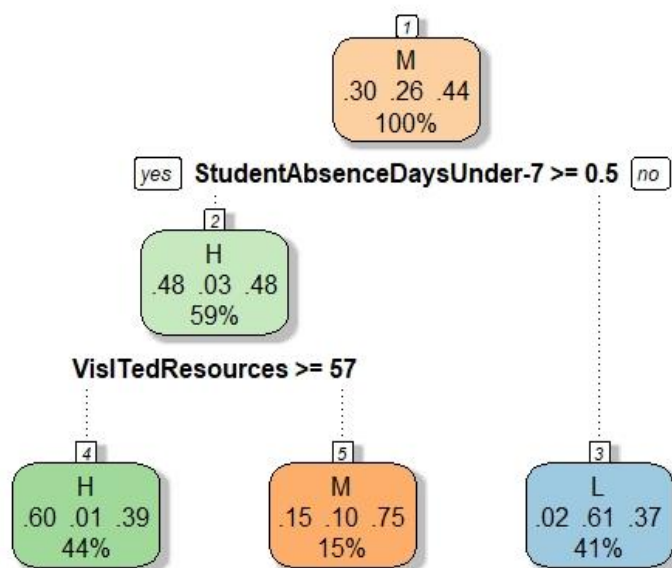 1
M
.30 .26 .44
100%
yes StudentAbsenceDaysUnder-7 >= 0.5 no
2
H
.48 .03 .48
59%
VisITedResources >= 57
4
H
.60 .01 .39
44%
5
M
.15 .10 .75
15%
3
L
.02 .61 .37
41%